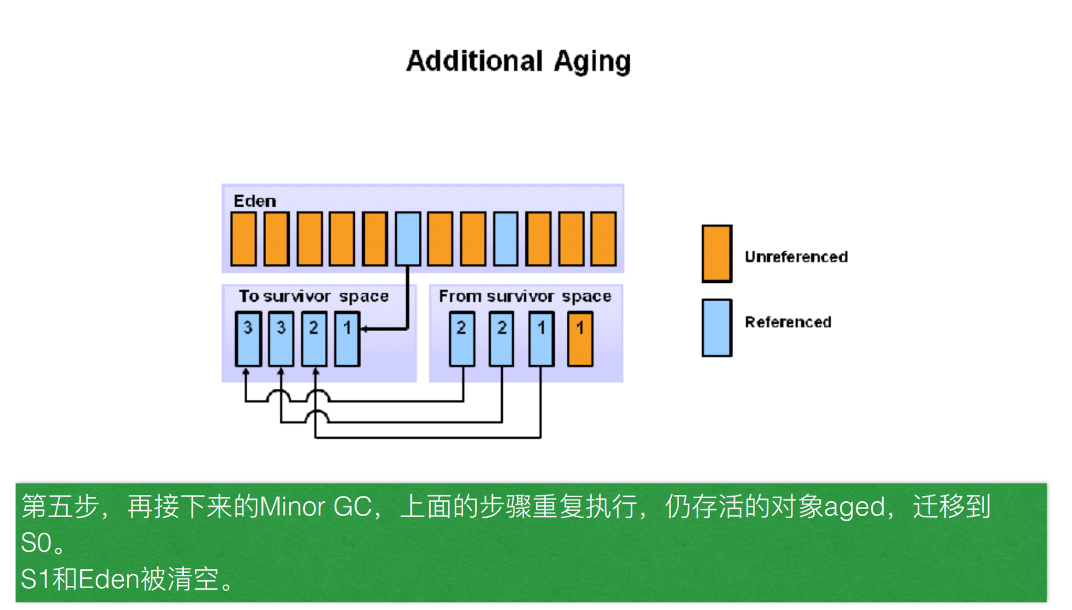 Additional Aging
Eden
To survivor space
From survivor space
3 3 2 1
2 2 1 1
Unreferenced
Referenced
第五步，再接下来的Minor GC，上面的步骤重复执行，仍存活的对象aged，迁移到
S0。
S1和Eden被清空。